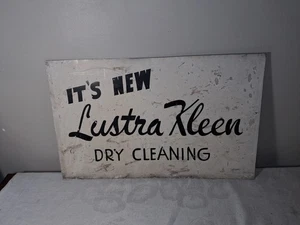 IT'S NEW
Lustra Kleen
DRY CLEANING